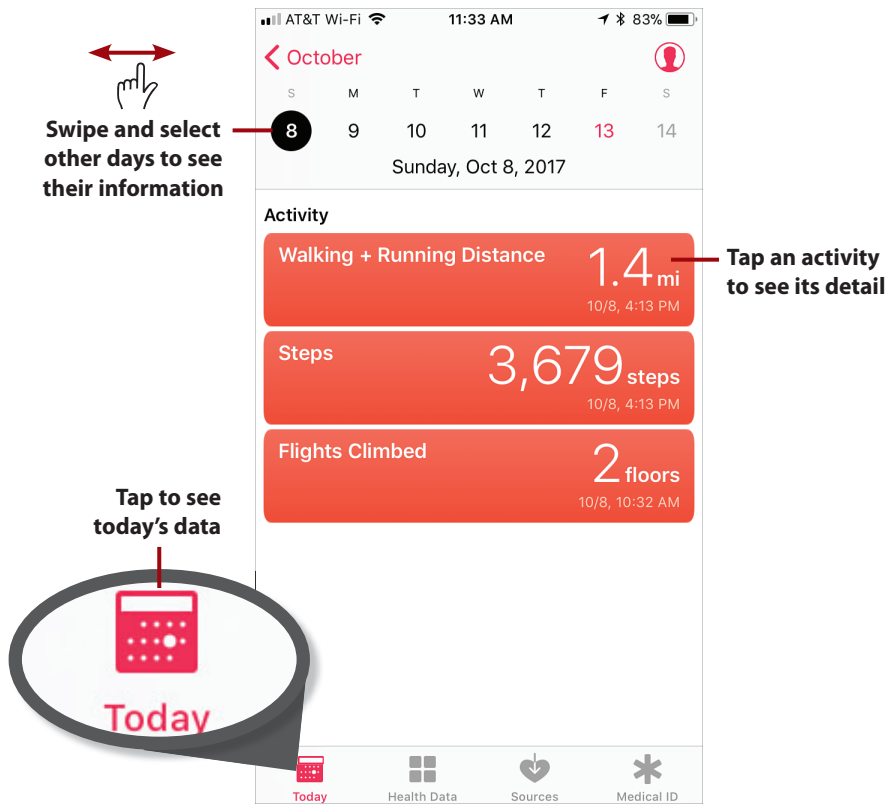 AT&T Wi-Fi 11:33 AM 83%
October
S M T W T F S
8 9 10 11 12 13 14
Sunday, Oct 8, 2017
Swipe and select
other days to see
their information
Activity
Walking + Running Distance 1.4 mi
10/8, 4:13 PM
Tap an activity
to see its detail
Steps 3,679 steps
10/8, 4:13 PM
Flights Climbed 2 floors
10/8, 10:32 AM
Tap to see
today's data
Today
Today Health Data Sources Medical ID